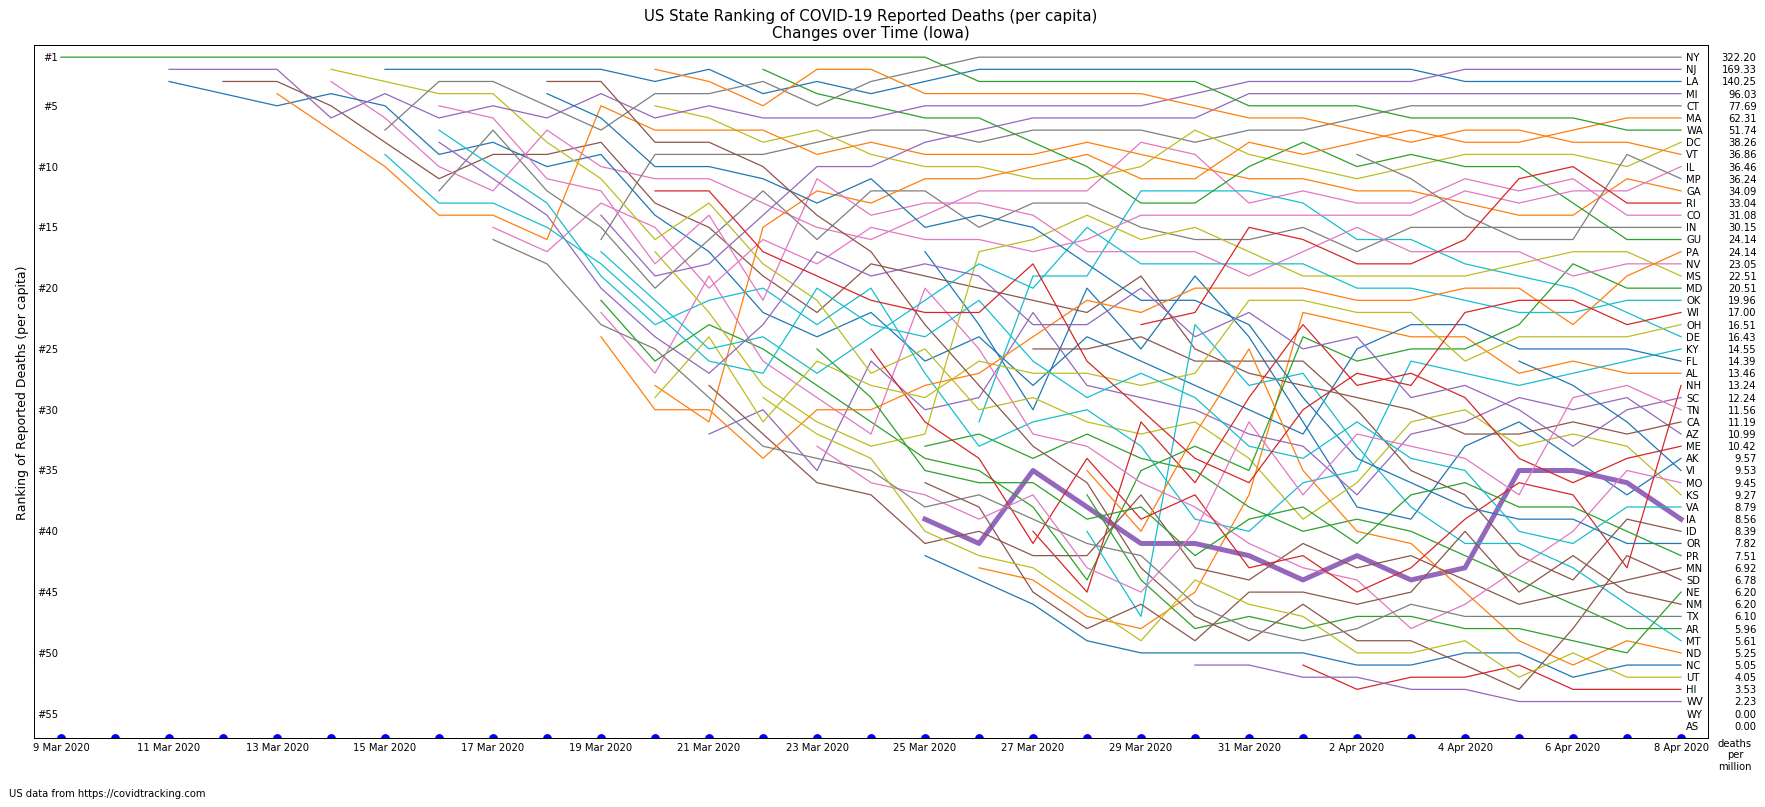 US State Ranking of COVID-19 Reported Deaths (per capita)
Changes over Time (Iowa)
Ranking of Reported Deaths (per capita)
#1
#5
#10
#15
#20
#25
#30
#35
#40
#45
#50
#55
NY 322.20
NJ 169.33
LA 140.25
MI 96.03
CT 77.69
MA 62.31
WA 51.74
DC 38.26
VT 36.86
IL 36.46
MP 36.24
GA 34.09
RI 33.04
CO 31.08
IN 30.15
GU 24.14
PA 24.14
NV 23.05
MS 22.51
MD 20.51
OK 19.96
WI 17.00
OH 16.51
DE 16.43
KY 14.55
FL 14.39
AL 13.46
NH 13.24
SC 12.24
TN 11.56
CA 11.19
AZ 10.99
ME 10.42
AK 9.57
VI 9.53
MO 9.45
KS 9.27
VA 8.79
IA 8.56
ID 8.39
OR 7.82
PR 7.51
MN 6.92
SD 6.78
NE 6.20
NM 6.20
TX 6.10
AR 5.96
MT 5.61
ND 5.25
NC 5.05
UT 4.05
HI 3.53
WV 2.23
WY 0.00
AS 0.00
9 Mar 2020 11 Mar 2020 13 Mar 2020 15 Mar 2020 17 Mar 2020 19 Mar 2020 21 Mar 2020 23 Mar 2020 25 Mar 2020 27 Mar 2020 29 Mar 2020 31 Mar 2020 2 Apr 2020 4 Apr 2020 6 Apr 2020 8 Apr 2020
deaths
per
million
US data from https://covidtracking.com